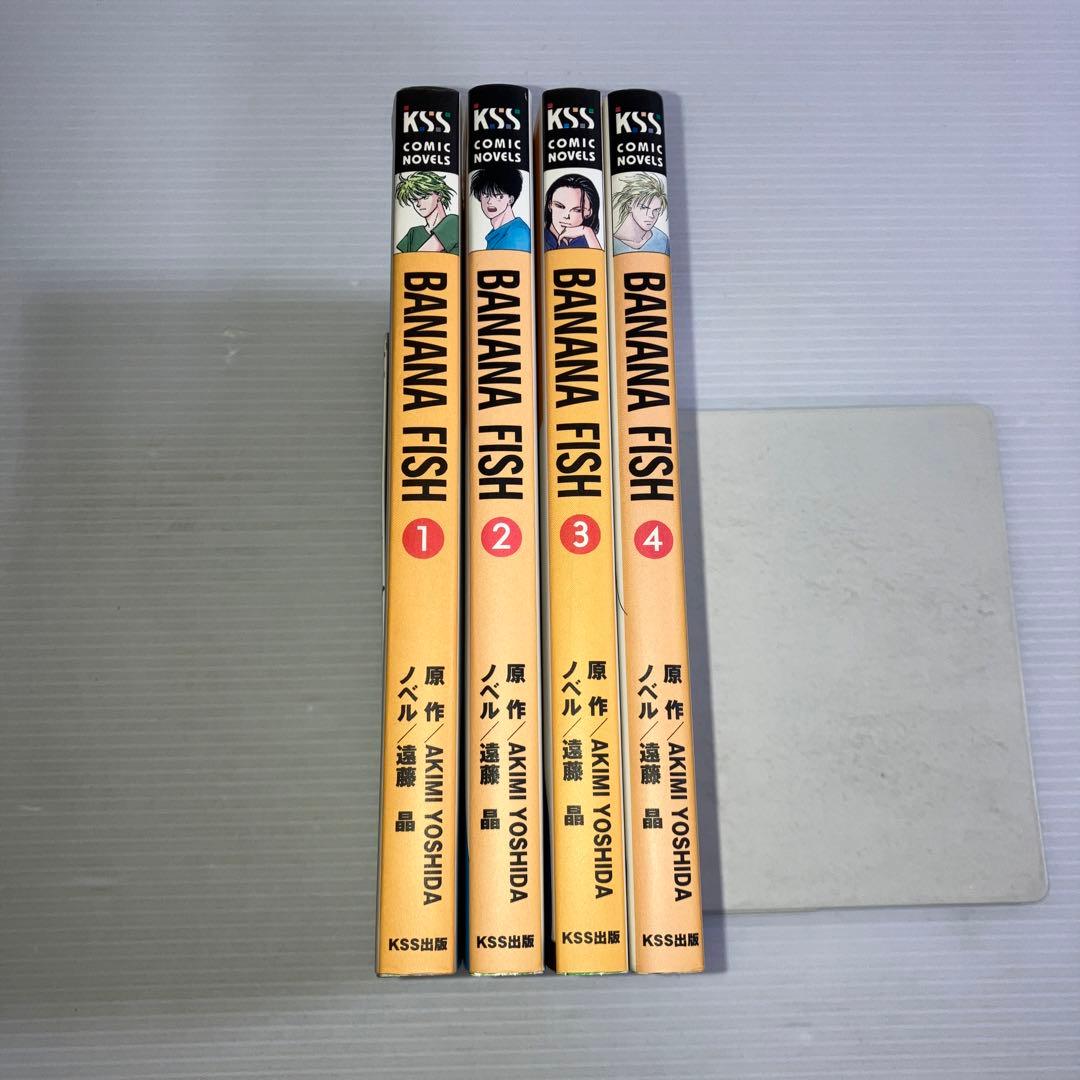 KSS
COMIC
NOVELS
BANANA FISH
1
原作／AKIMI YOSHIDA
ノベル／遠藤 晶
KSS出版
KSS
COMIC
NOVELS
BANANA FISH
2
原作／AKIMI YOSHIDA
ノベル／遠藤 晶
KSS出版
KSS
COMIC
NOVELS
BANANA FISH
3
原作／AKIMI YOSHIDA
ノベル／遠藤 晶
KSS出版
KSS
COMIC
NOVELS
BANANA FISH
4
原作／AKIMI YOSHIDA
ノベル／遠藤 晶
KSS出版